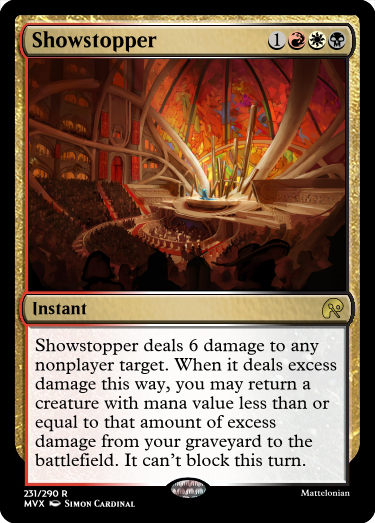 Showstopper 1
Instant
Showstopper deals 6 damage to any
nonplayer target. When it deals excess
damage this way, you may return a
creature with mana value less than or
equal to that amount of excess
damage from your graveyard to the
battlefield. It can’t block this turn.
231/290 R Mattelonian
MVX Simon Cardinal